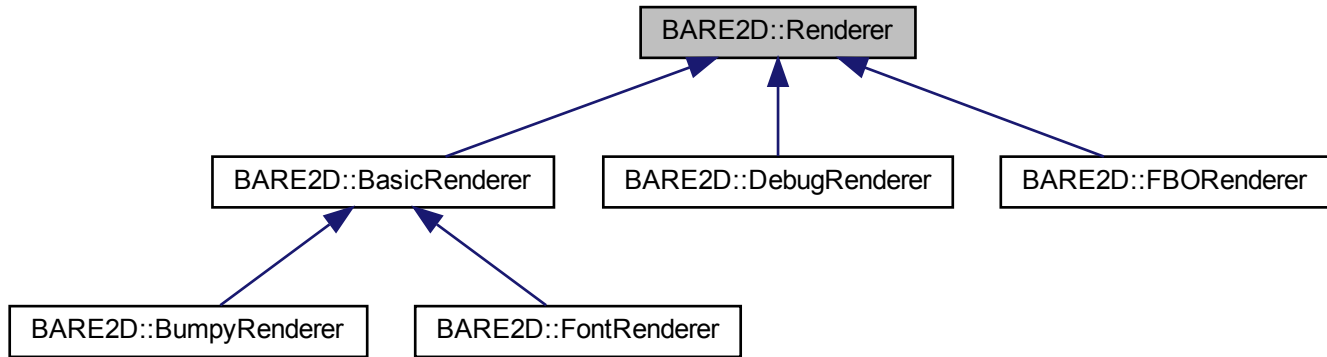 BARE2D::Renderer
BARE2D::BasicRenderer
BARE2D::DebugRenderer
BARE2D::FBORenderer
BARE2D::BumpyRenderer
BARE2D::FontRenderer